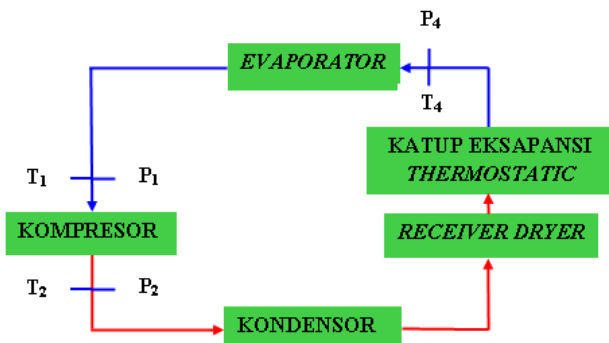 P4
EVAPORATOR
T4
KATUP EKSAPANSI
THERMOSTATIC
T1 P1
KOMPRESOR
RECEIVER DRYER
T2 P2
KONDENSOR